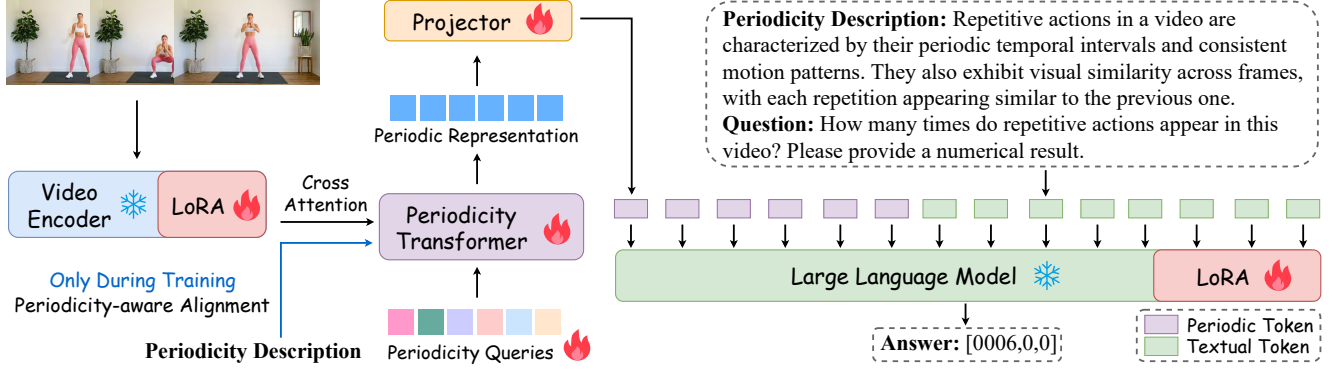 Projector
Periodic Representation
Video
Encoder
LoRA
Cross
Attention
Periodicity
Transformer
Only During Training
Periodicity-aware Alignment
Periodicity Description
Periodicity Queries
Periodicity Description: Repetitive actions in a video are
characterized by their periodic temporal intervals and consistent
motion patterns. They also exhibit visual similarity across frames,
with each repetition appearing similar to the previous one.
Question: How many times do repetitive actions appear in this
video? Please provide a numerical result.
Large Language Model
LoRA
Answer: [0006,0,0]
Periodic Token
Textual Token